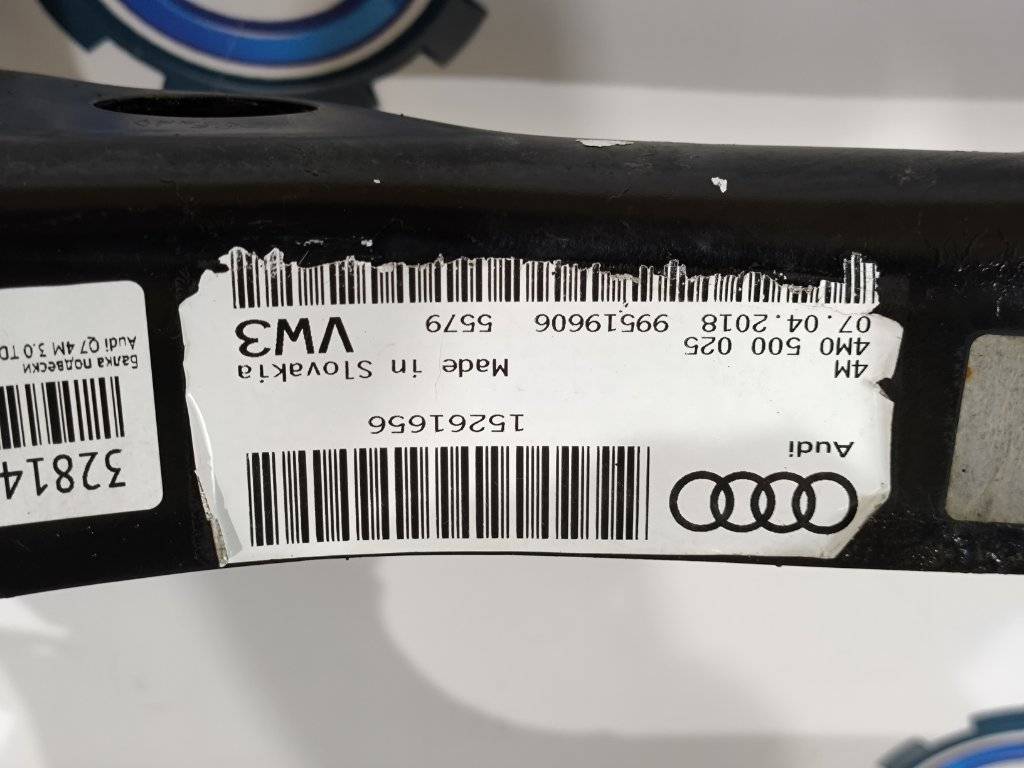 Audi
15261656
4M
Made in Slovakia
4M0 500 025
VW3
07.04.2018 99519606 5579
32814
Балка подвески
Audi Q7 4M 3.0 TD